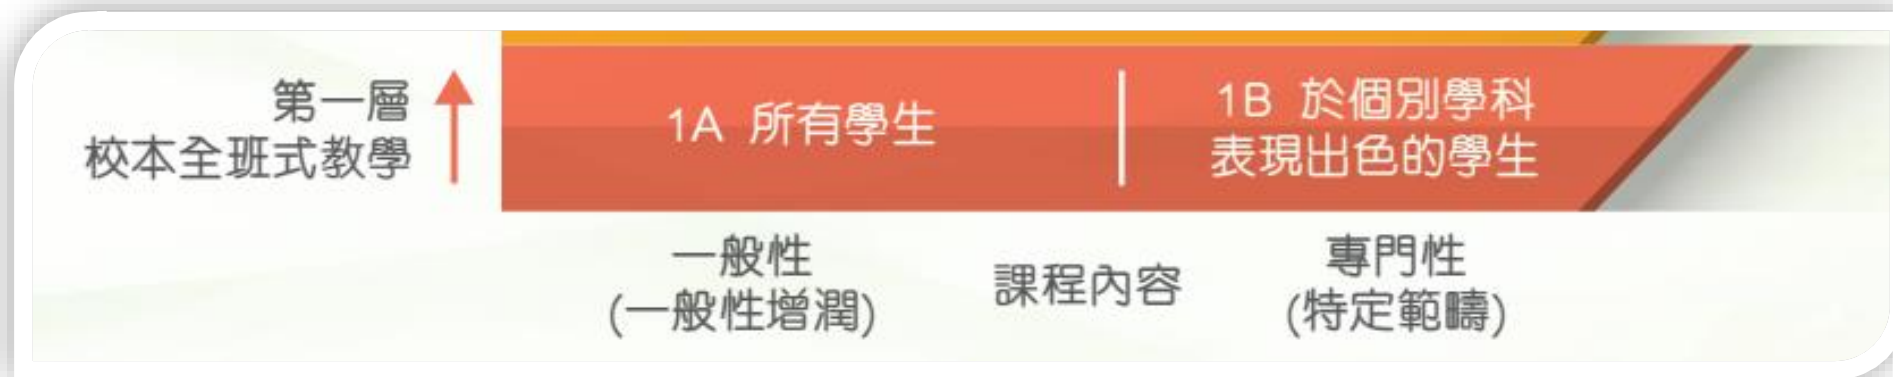 第一層
校本全班式教學
1A 所有學生
1B 於個別學科
表現出色的學生
一般性
(一般性增潤)
課程內容
專門性
(特定範疇)